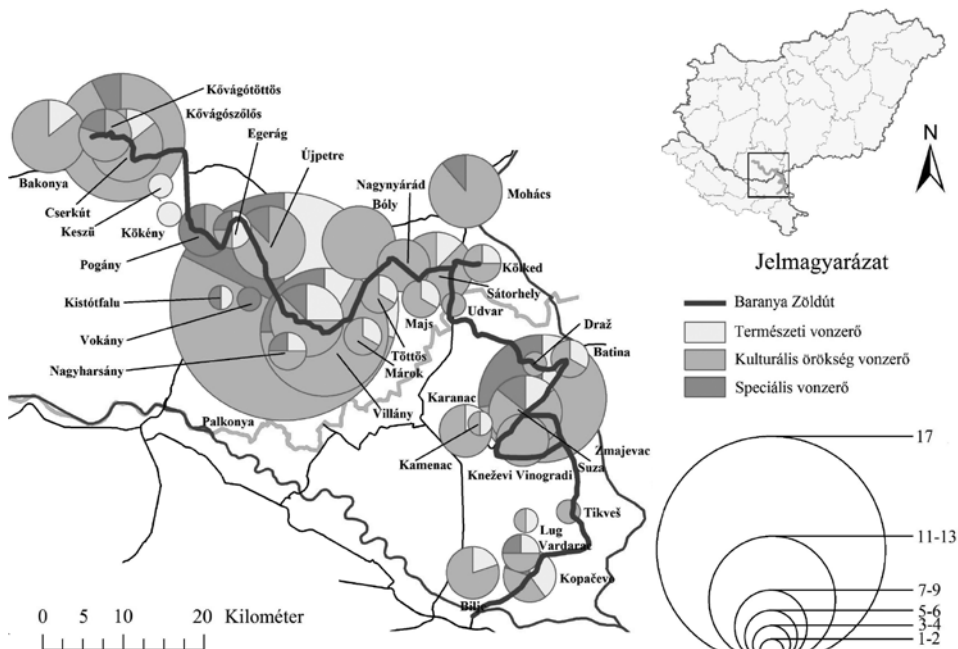 Kővágótöttös
Kővágószőlős
Egerág
Újpetre
Bakonya
Cserkút
Keszü
Kökény
Pogány
Kistótfalu
Vokány
Nagyharsány
Palkonya
Nagynyárád
Bóly
Mohács
Kölked
Sátorhely
Udvar
Majs
Töttös
Márok
Villány
Draž
Batina
Karanac
Kamenac
Žmajevac
Suza
Kneževi Vinogradi
Tikveš
Lug
Vardarac
Kopačevo
Bilje
0 5 10 20 Kilométer
N
Jelmagyarázat
Baranya Zöldút
Természeti vonzerő
Kulturális örökség vonzerő
Speciális vonzerő
17
11-13
7-9
5-6
3-4
1-2